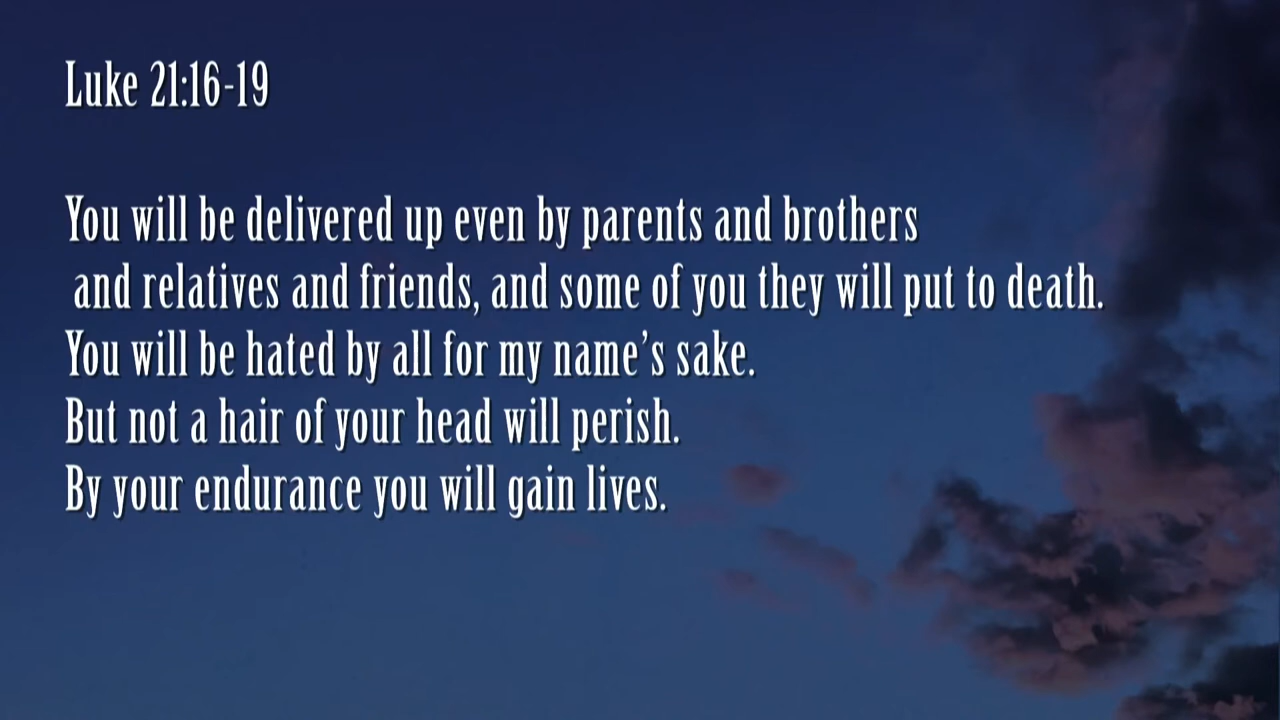 Luke 21:16-19
You will be delivered up even by parents and brothers
and relatives and friends, and some of you they will put to death.
You will be hated by all for my name’s sake.
But not a hair of your head will perish.
By your endurance you will gain lives.